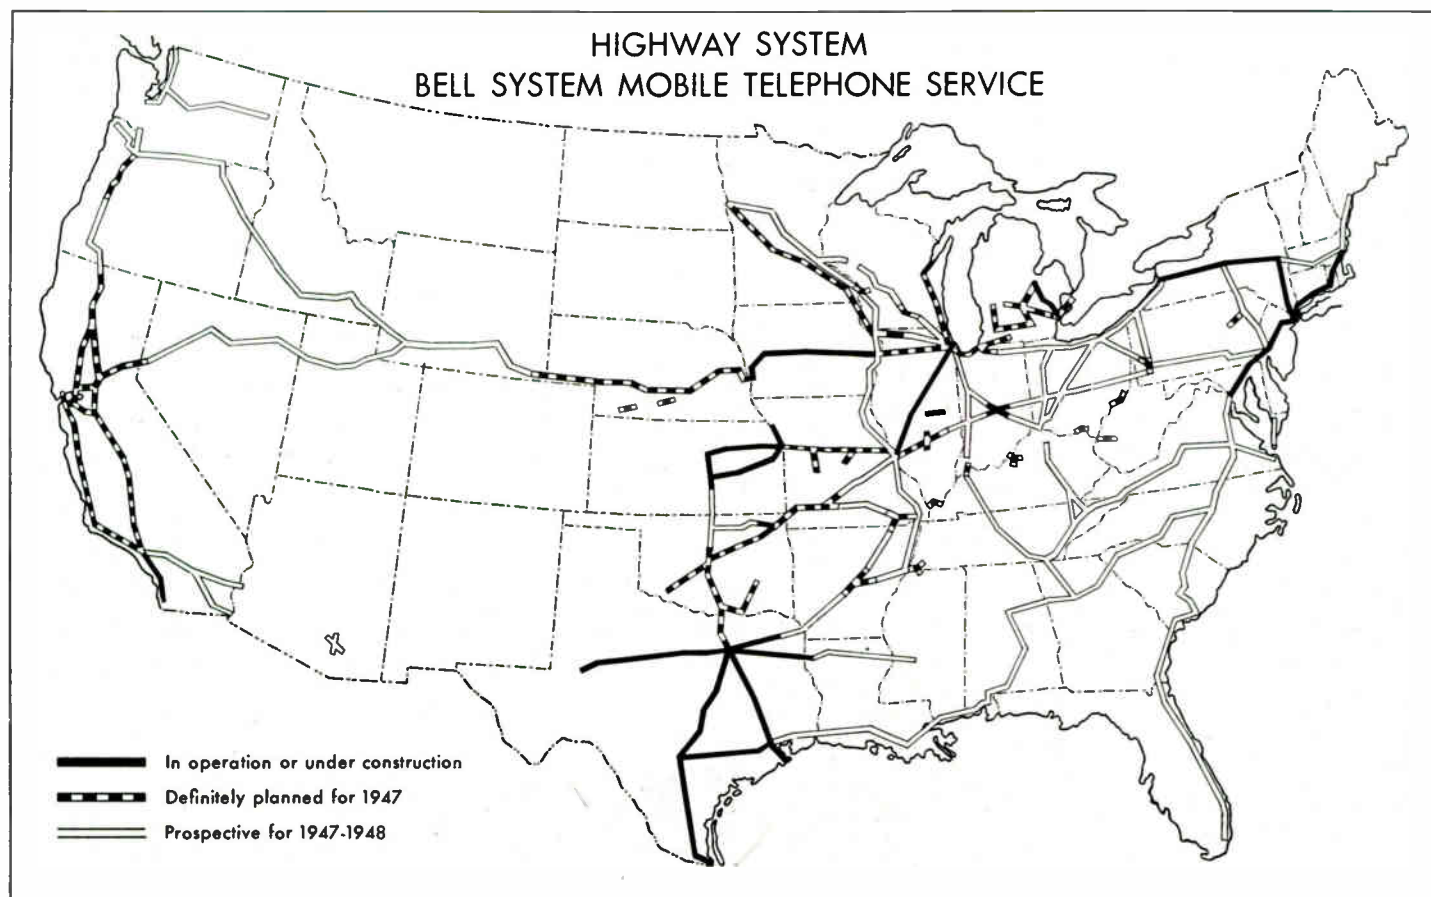 HIGHWAY SYSTEM
BELL SYSTEM MOBILE TELEPHONE SERVICE
In operation or under construction
Definitely planned for 1947
Prospective for 1947-1948